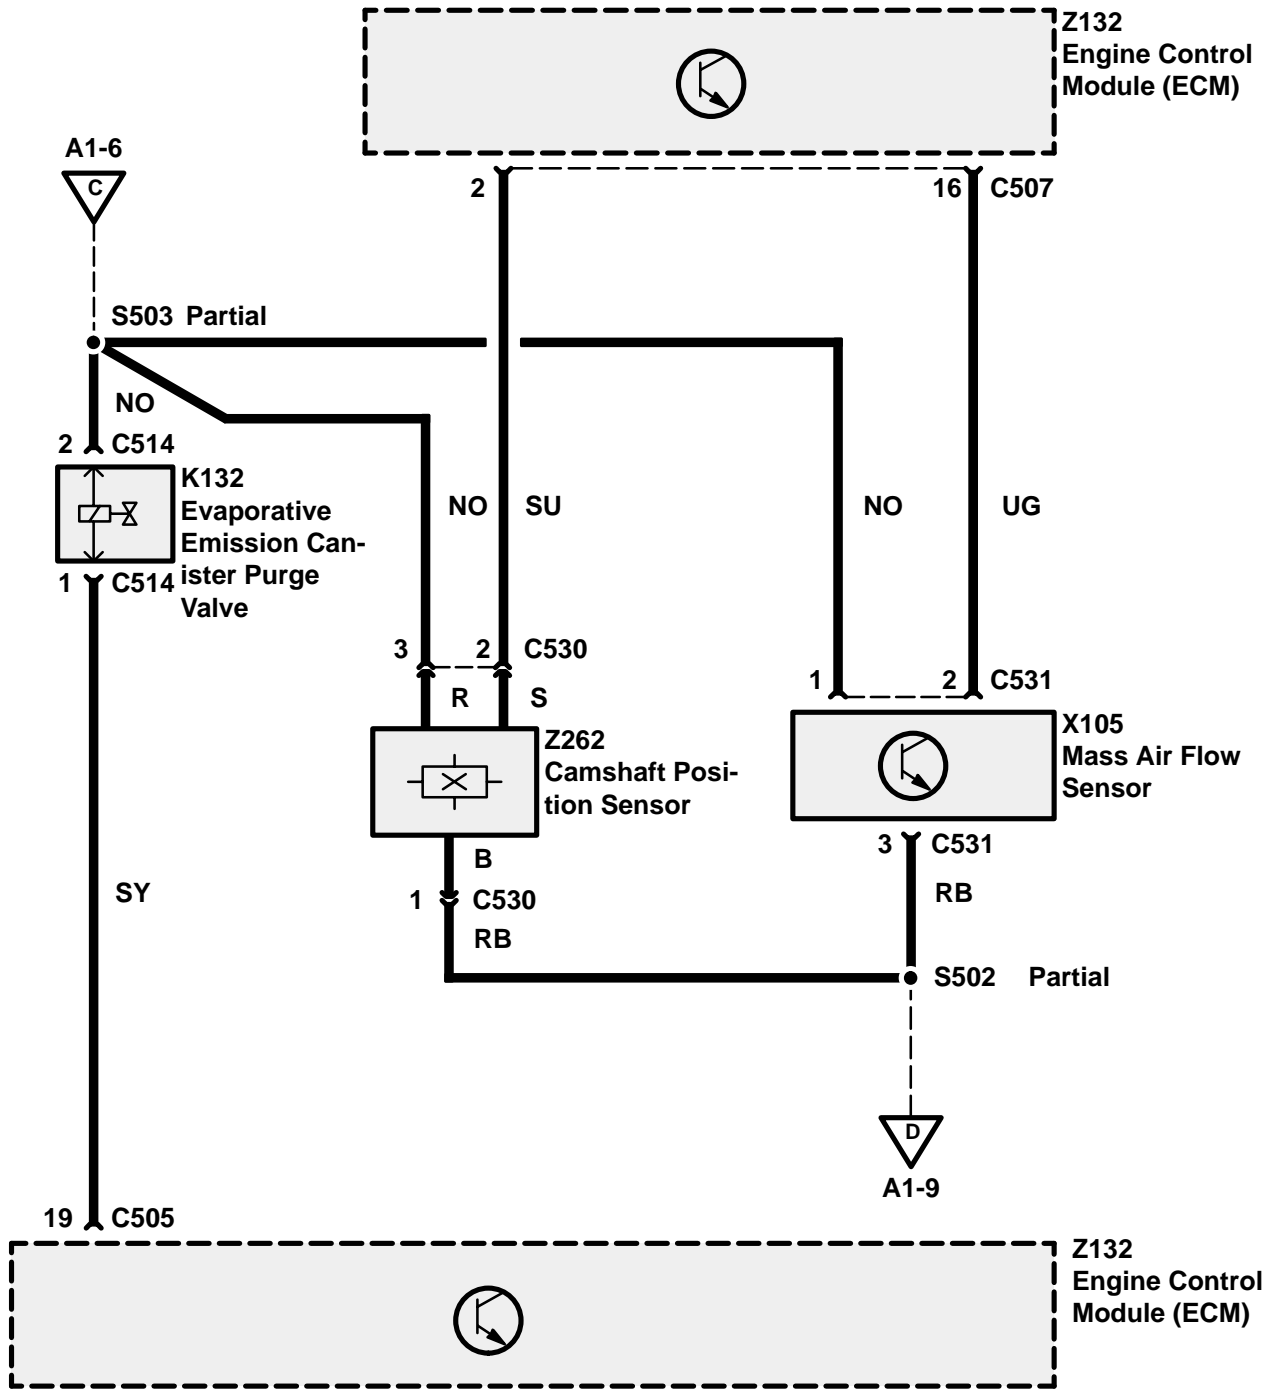 Z132
Engine Control
Module (ECM)
A1-6
C
2
16 C507
S503 Partial
NO
2 C514
K132
Evaporative
Emission Can-
ister Purge
Valve
1 C514
NO
SU
NO
UG
3
2 C530
R
S
1
2 C531
Z262
Camshaft Posi-
tion Sensor
X105
Mass Air Flow
Sensor
B
3 C531
SY
1 C530
RB
RB
S502 Partial
D
A1-9
19 C505
Z132
Engine Control
Module (ECM)